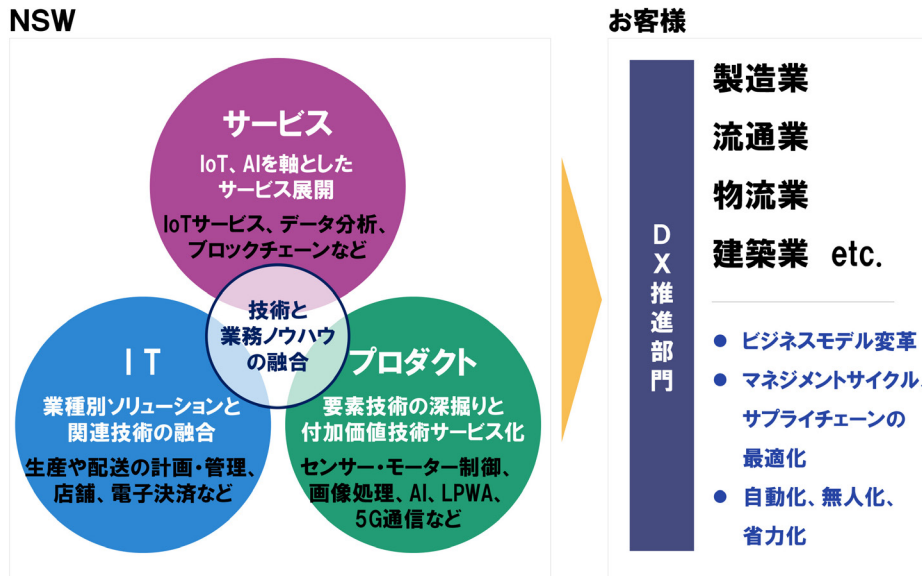 NSW
サービス
IoT、AIを軸とした
サービス展開
IoTサービス、データ分析、
ブロックチェーンなど
技術と
業務ノウハウ
の融合
IT
業種別ソリューションと
関連技術の融合
生産や配送の計画・管理、
店舗、電子決済など
プロダクト
要素技術の深掘りと
付加価値技術サービス化
センサー・モーター制御、
画像処理、AI、LPWA、
5G通信など
お客様
DX推進部門
製造業
流通業
物流業
建築業 etc.
● ビジネスモデル変革
● マネジメントサイクル、
サプライチェーンの
最適化
● 自動化、無人化、
省力化